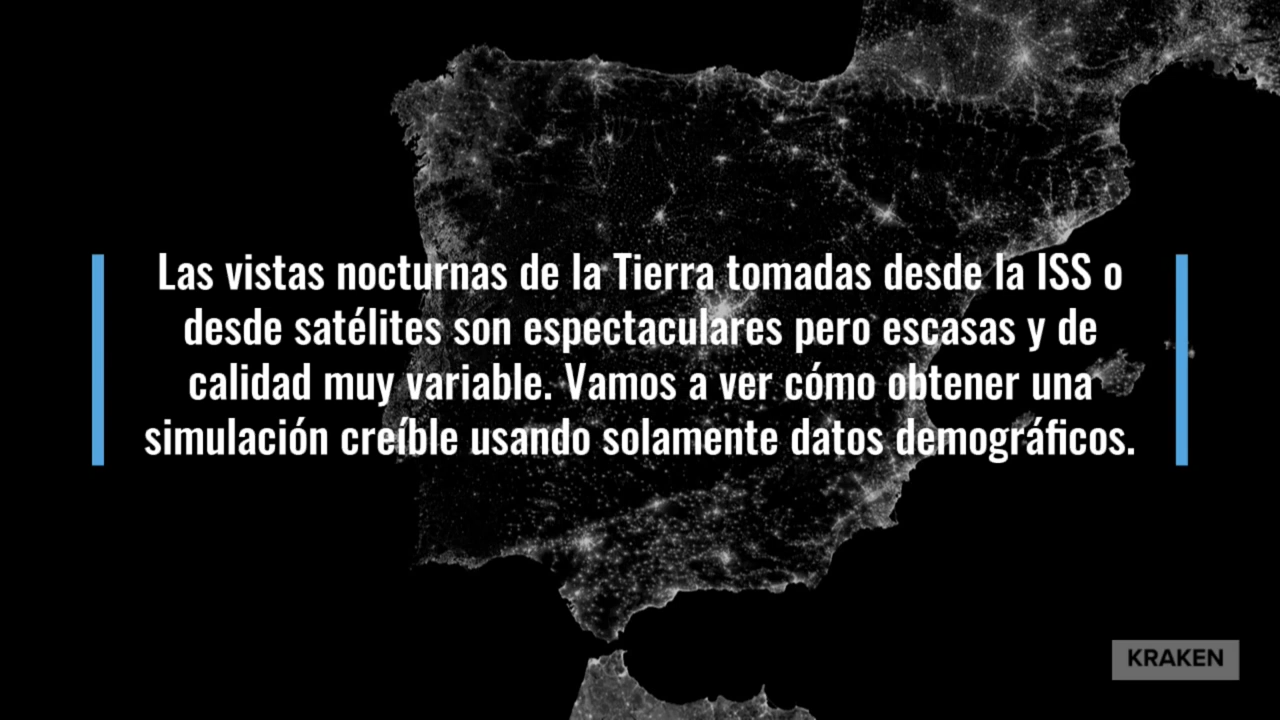 Las vistas nocturnas de la Tierra tomadas desde la ISS o
desde satélites son espectaculares pero escasas y de
calidad muy variable. Vamos a ver cómo obtener una
simulación creíble usando solamente datos demográficos.
KRAKEN